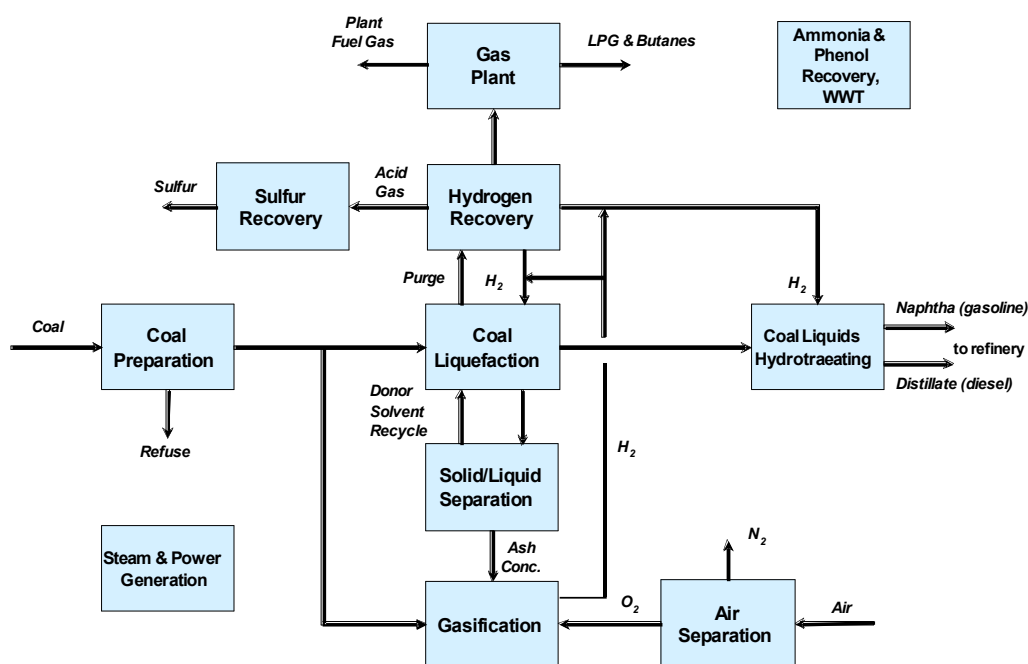 Plant
Fuel Gas
Gas
Plant
LPG & Butanes
Ammonia &
Phenol
Recovery,
WWT
Sulfur
Sulfur
Recovery
Acid
Gas
Hydrogen
Recovery
Purge
H2
H2
Coal
Coal
Preparation
Coal
Liquefaction
Coal Liquids
Hydrotraeating
Naphtha (gasoline)
to refinery
Distillate (diesel)
Refuse
Donor
Solvent
Recycle
H2
Solid/Liquid
Separation
Steam & Power
Generation
Ash
Conc.
N2
Gasification
O2
Air
Separation
Air